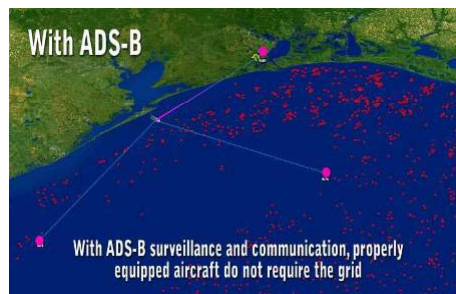 With ADS-B
With ADS-B surveillance and communication, properly
equipped aircraft do not require the grid